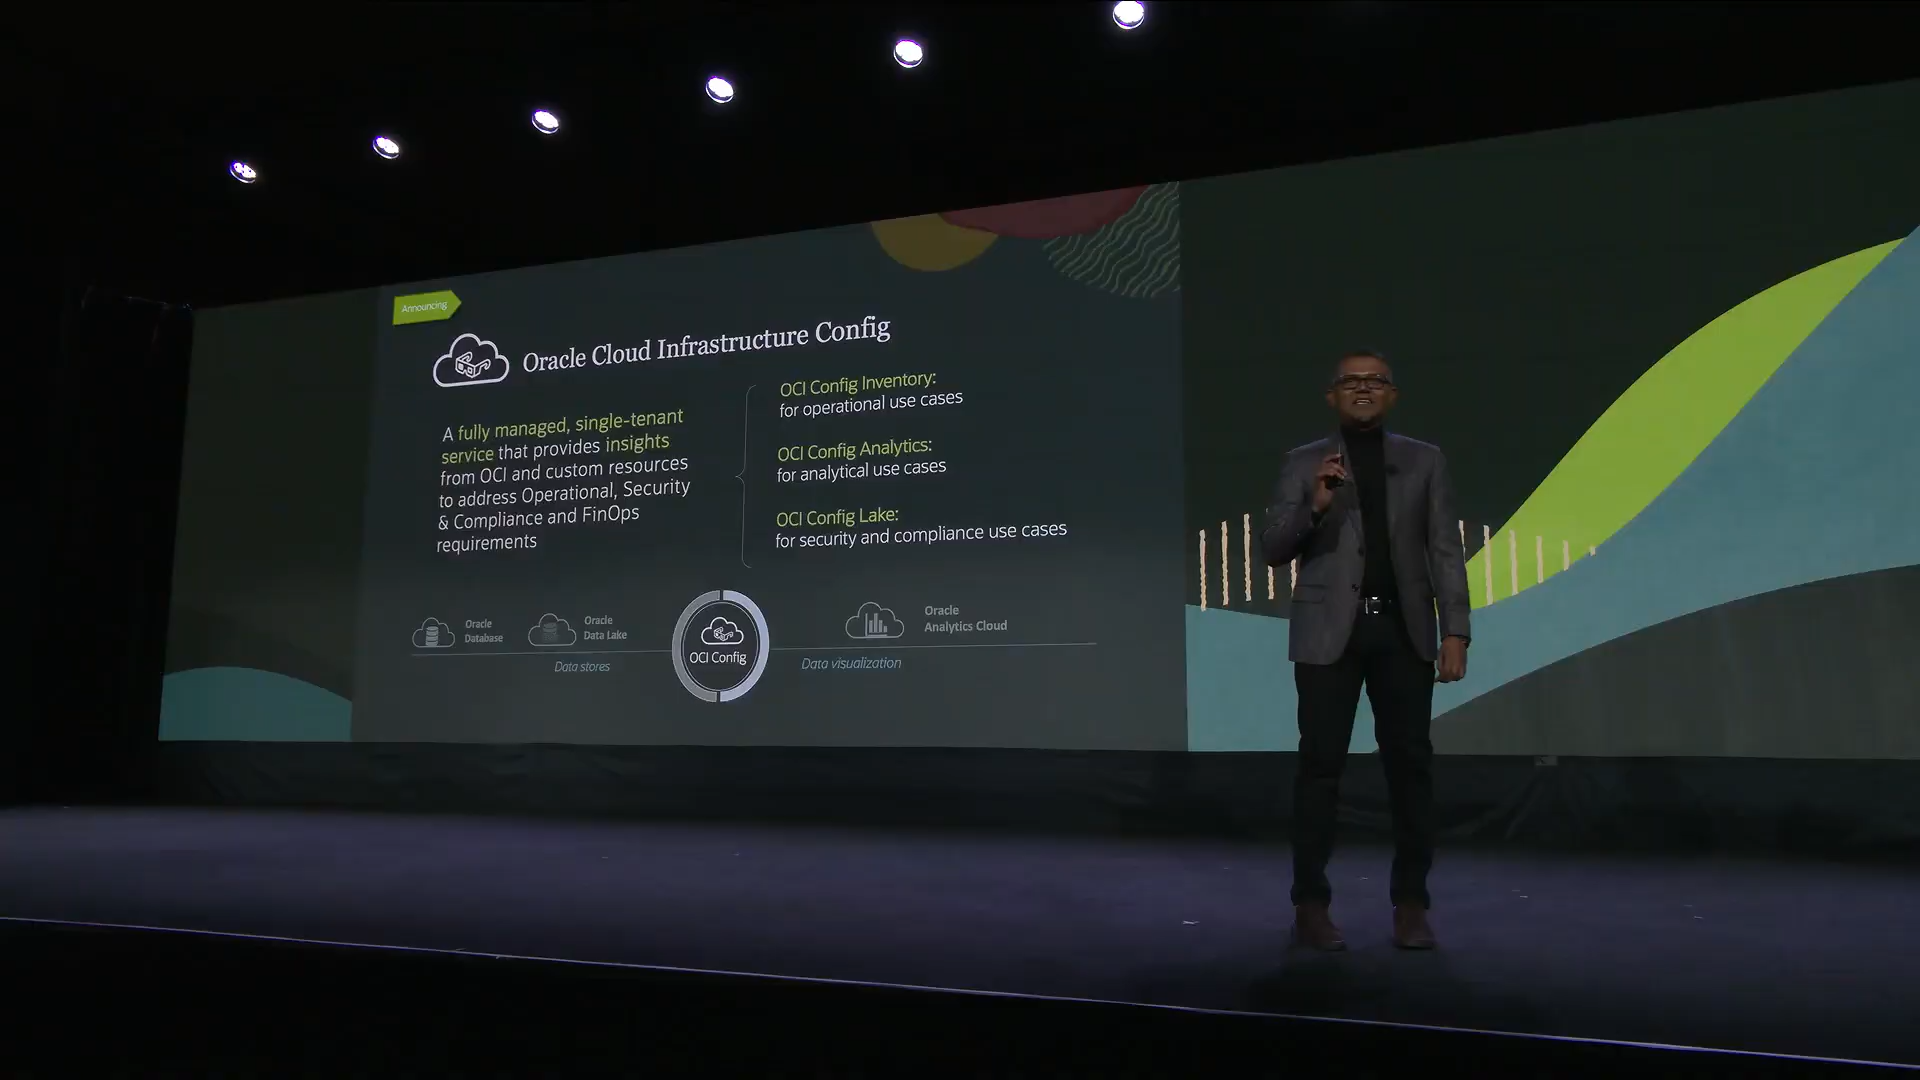 Announcing
Oracle Cloud Infrastructure Config
A fully managed, single-tenant
service that provides insights
from OCI and custom resources
to address Operational, Security
& Compliance and FinOps
requirements
OCI Config Inventory:
for operational use cases
OCI Config Analytics:
for analytical use cases
OCI Config Lake:
for security and compliance use cases
Oracle
Database
Oracle
Data Lake
Data stores
OCI Config
Oracle
Analytics Cloud
Data visualization